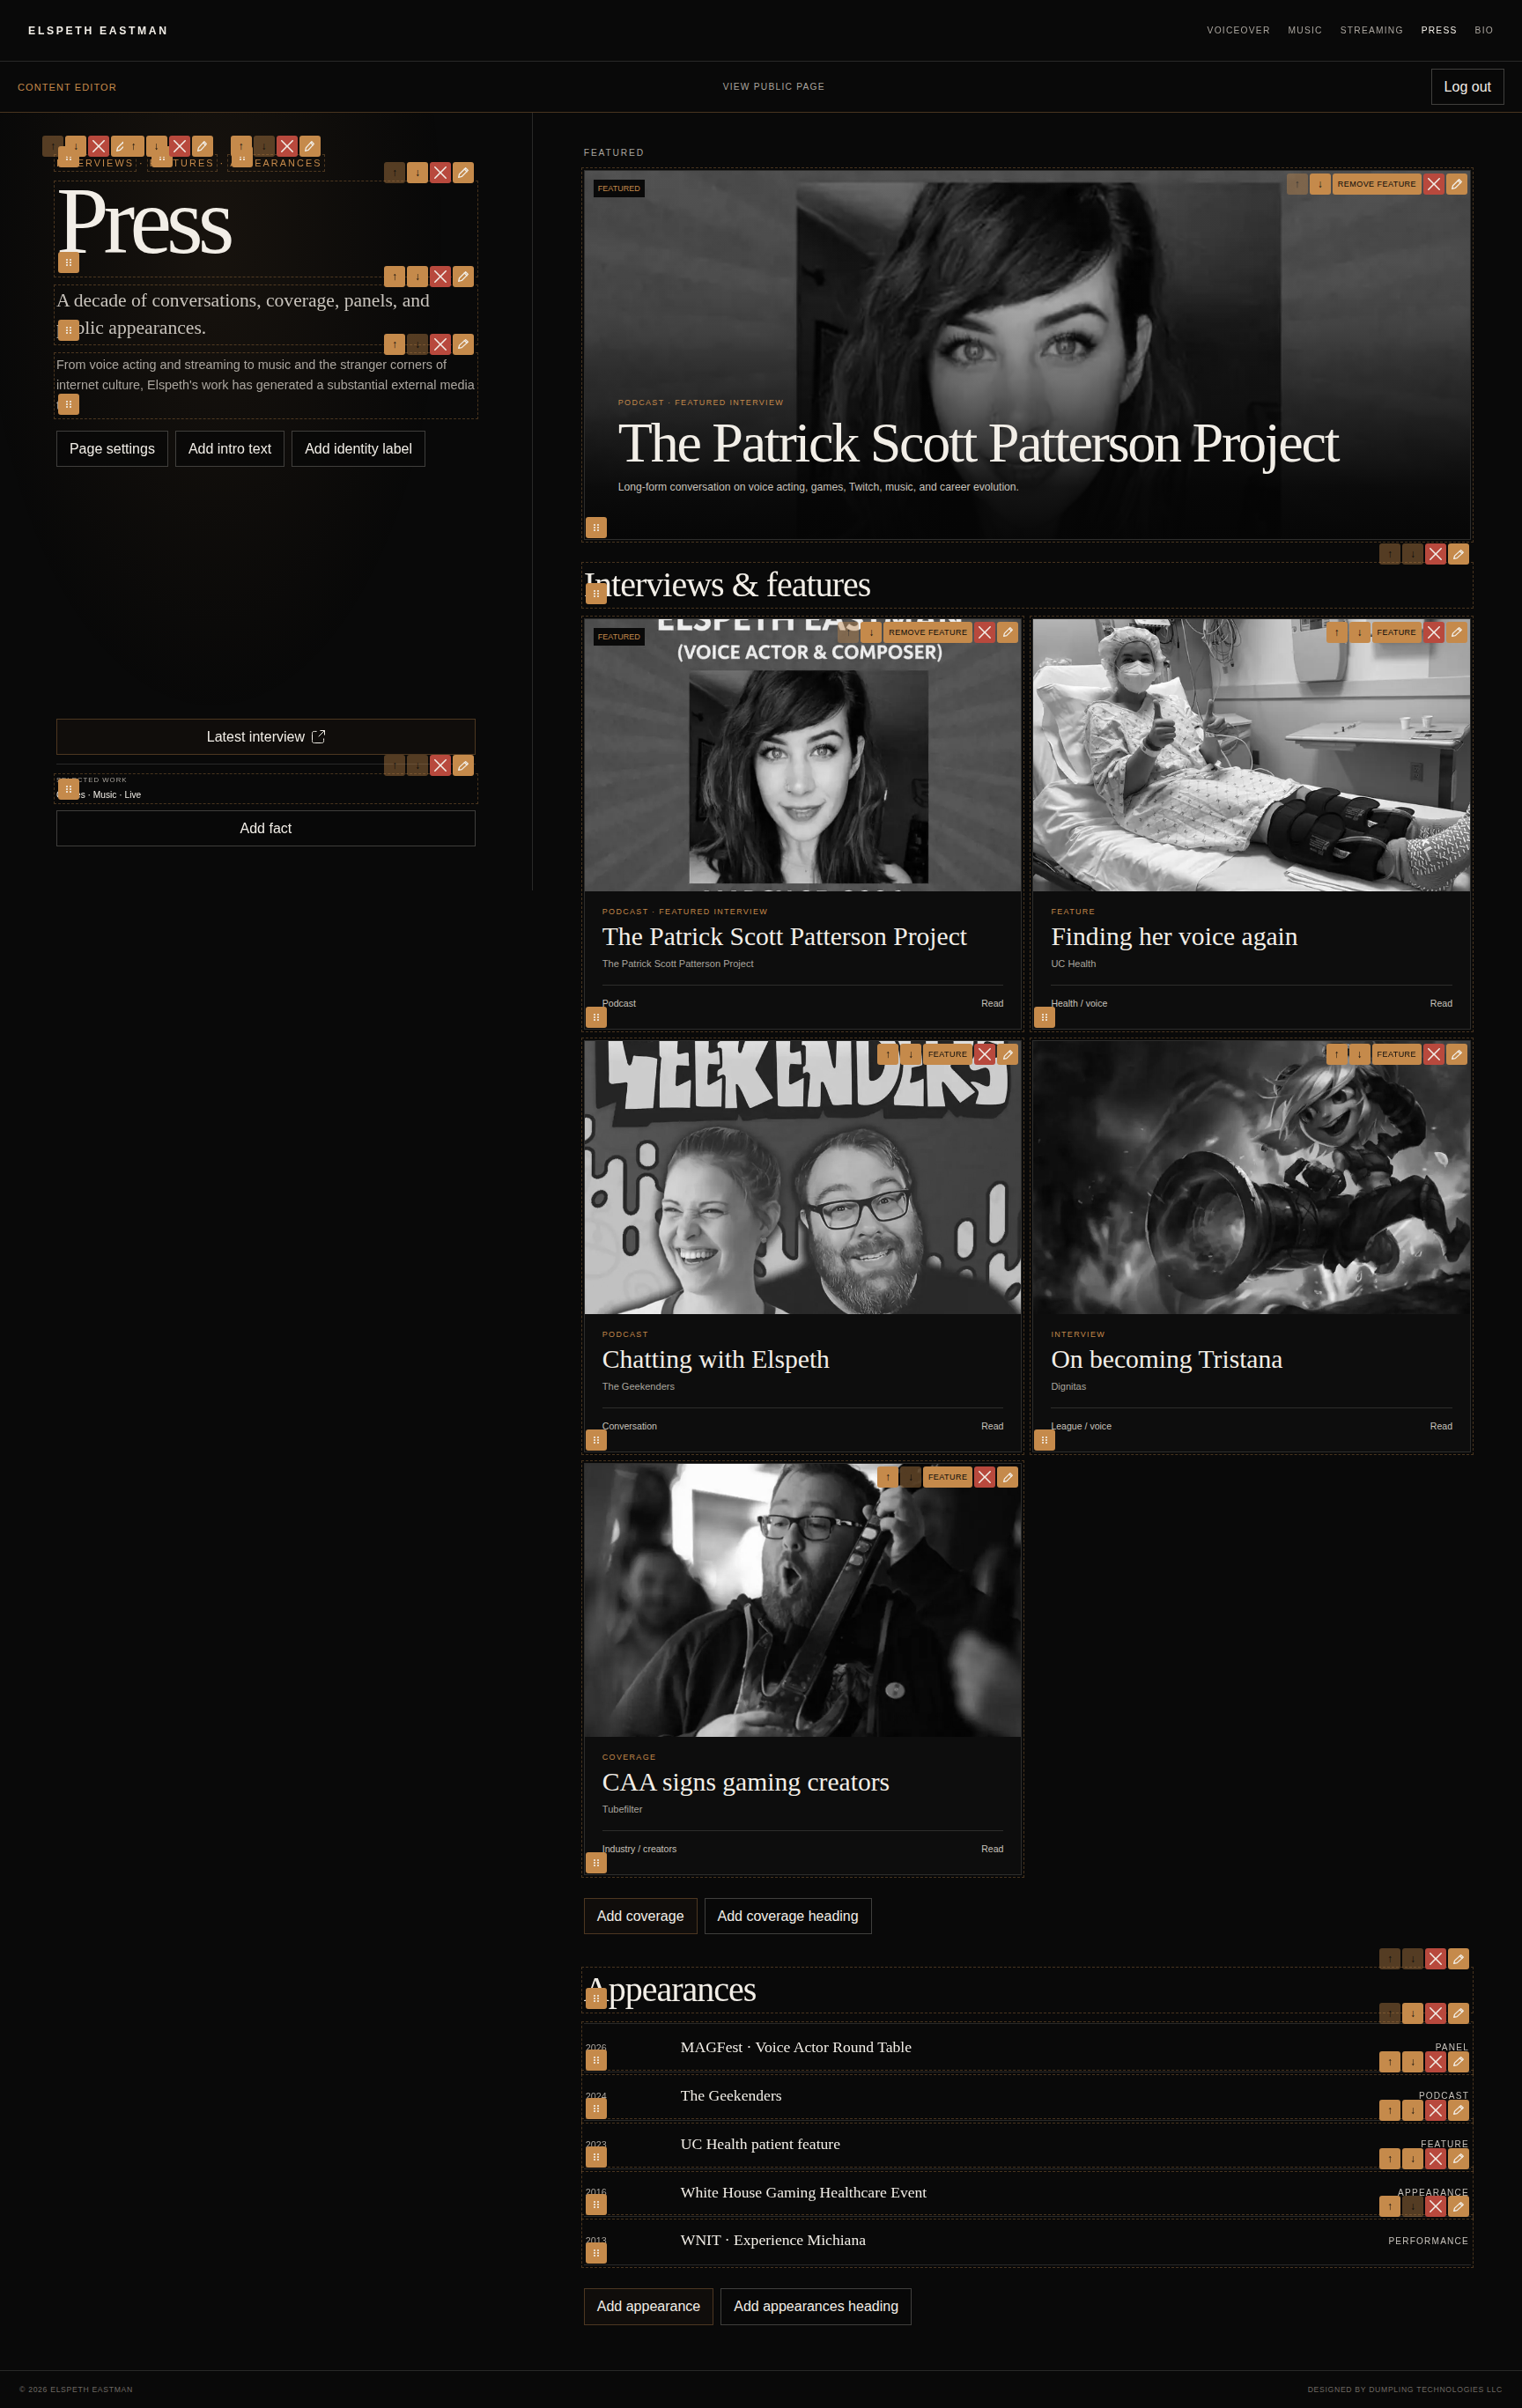 ELSPETH EASTMAN
VOICEOVER MUSIC STREAMING PRESS BIO
CONTENT EDITOR
VIEW PUBLIC PAGE
Log out
Press
A decade of conversations, coverage, panels, and
appearances.
From voice acting and streaming to music and the stranger corners of
internet culture, Elspeth's work has generated a substantial external media
Page settings
Add intro text
Add identity label
Latest interview
Music · Live
Add fact
FEATURED
FEATURED
REMOVE FEATURE
PODCAST · FEATURED INTERVIEW
The Patrick Scott Patterson Project
Long-form conversation on voice acting, games, Twitch, music, and career evolution.
Interviews & features
FEATURED
REMOVE FEATURE
ELSPETH EASTMAN
(VOICE ACTOR & COMPOSER)
PODCAST · FEATURED INTERVIEW
The Patrick Scott Patterson Project
The Patrick Scott Patterson Project
Podcast
Read
FEATURE
FEATURE
Finding her voice again
UC Health
Health / voice
Read
FEATURE
GEEKENDERS
PODCAST
Chatting with Elspeth
The Geekenders
Conversation
Read
FEATURE
INTERVIEW
On becoming Tristana
Dignitas
League / voice
Read
FEATURE
COVERAGE
CAA signs gaming creators
Tubefilter
Industry / creators
Read
Add coverage
Add coverage heading
Appearances
2026 MAGFest · Voice Actor Round Table PANEL
2024 The Geekenders PODCAST
2023 UC Health patient feature FEATURE
2016 White House Gaming Healthcare Event APPEARANCE
2013 WNIT · Experience Michiana PERFORMANCE
Add appearance
Add appearances heading
© 2026 ELSPETH EASTMAN
DESIGNED BY DUMPLING TECHNOLOGIES LLC